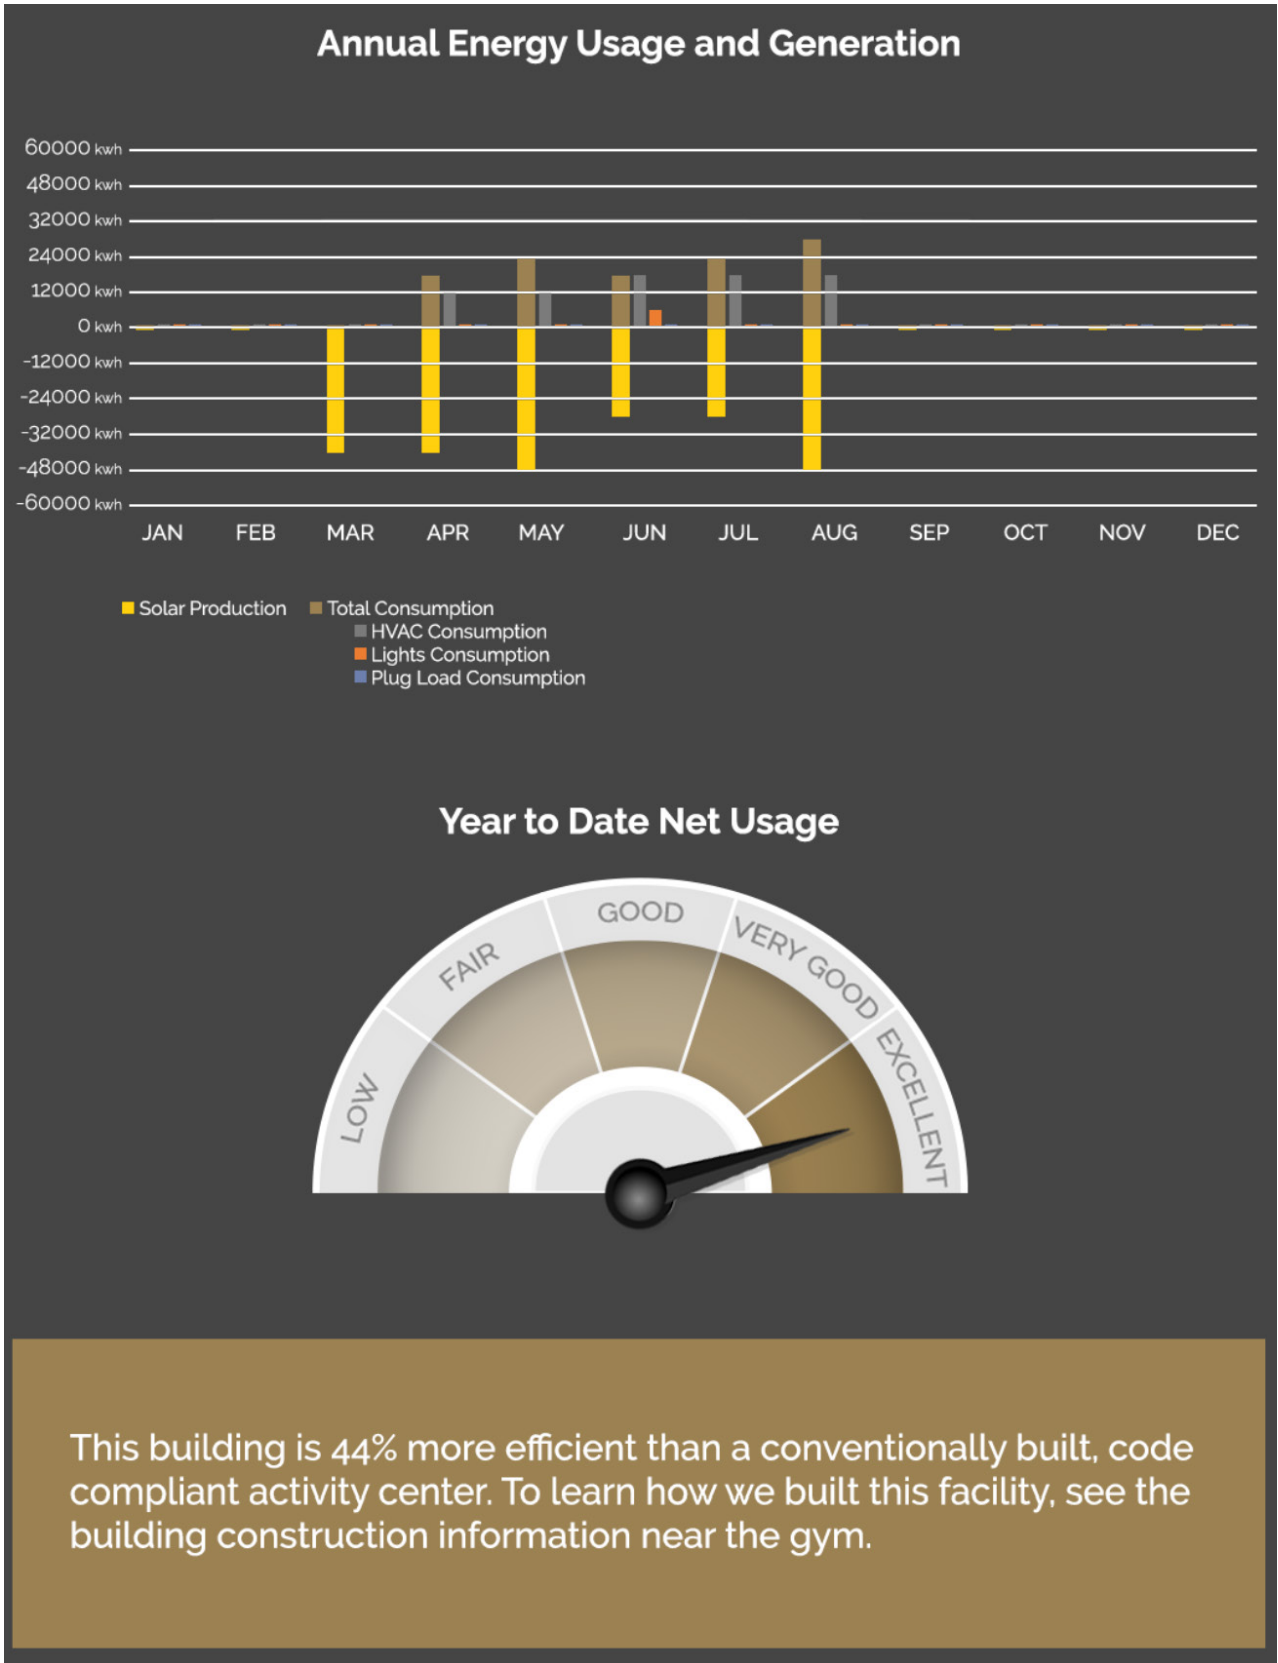 Annual Energy Usage and Generation
60000 kwh
48000 kwh
32000 kwh
24000 kwh
12000 kwh
0 kwh
-12000 kwh
-24000 kwh
-32000 kwh
-48000 kwh
-60000 kwh
JAN FEB MAR APR MAY JUN JUL AUG SEP OCT NOV DEC
Solar Production Total Consumption
HVAC Consumption
Lights Consumption
Plug Load Consumption
Year to Date Net Usage
LOW
FAIR
GOOD
VERY GOOD
EXCELLENT
This building is 44% more efficient than a conventionally built, code
compliant activity center. To learn how we built this facility, see the
building construction information near the gym.